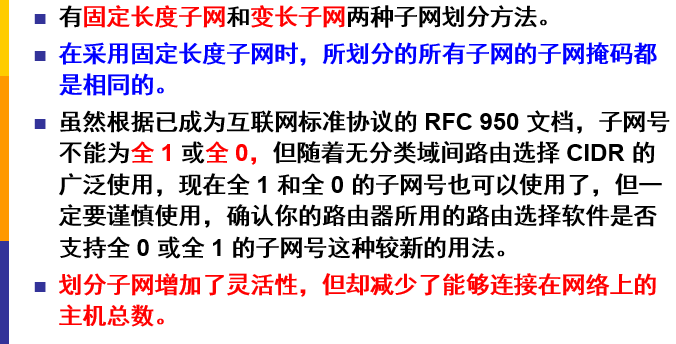 有固定长度子网和变长子网两种子网划分方法。
在采用固定长度子网时，所划分的所有子网的子网掩码都
是相同的。
虽然根据已成为互联网标准协议的 RFC 950 文档，子网号
不能为全 1 或全 0，但随着无分类域间路由选择 CIDR 的
广泛使用，现在全 1 和全 0 的子网号也可以使用了，但一
定要谨慎使用，确认你的路由器所用的路由选择软件是否
支持全 0 或全 1 的子网号这种较新的用法。
划分子网增加了灵活性，但却减少了能够连接在网络上的
主机总数。